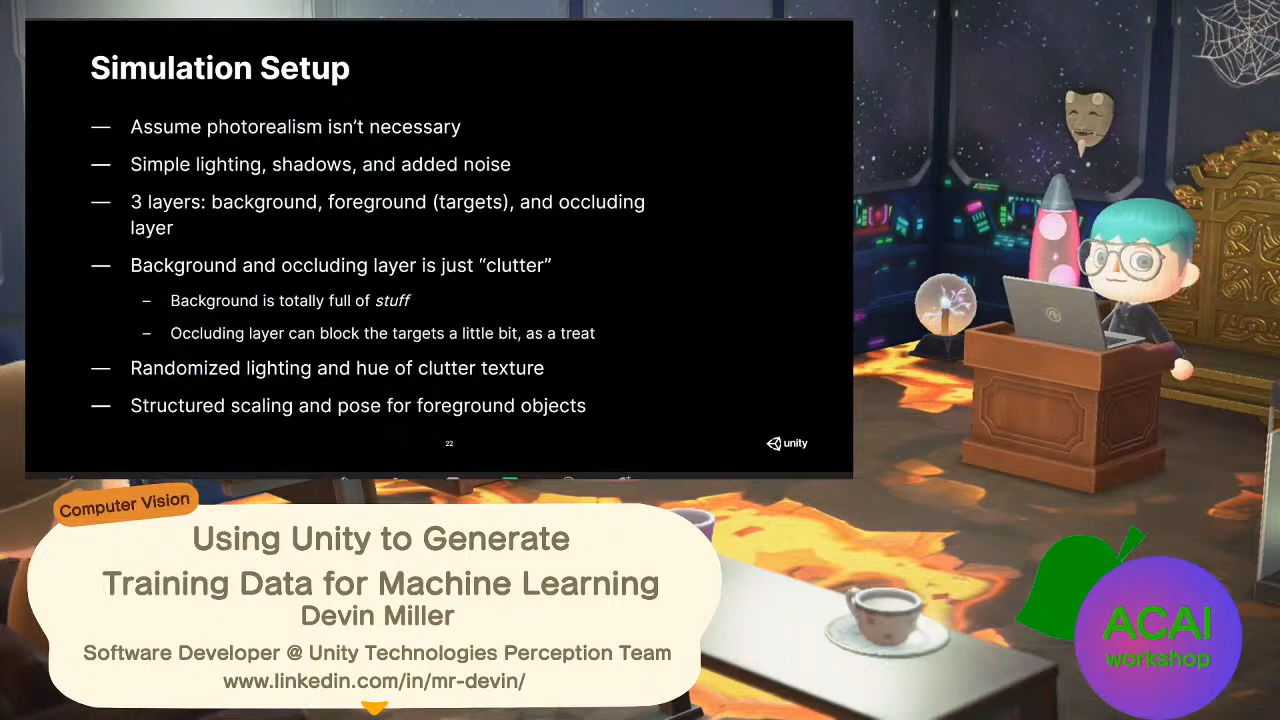 Simulation Setup
— Assume photorealism isn't necessary
— Simple lighting, shadows, and added noise
— 3 layers: background, foreground (targets), and occluding
layer
— Background and occluding layer is just “clutter”
– Background is totally full of stuff
– Occluding layer can block the targets a little bit, as a treat
— Randomized lighting and hue of clutter texture
— Structured scaling and pose for foreground objects
22
unity
Computer Vision
Using Unity to Generate
Training Data for Machine Learning
Devin Miller
Software Developer @ Unity Technologies Perception Team
www.linkedin.com/in/mr-devin/
ACAI
workshop